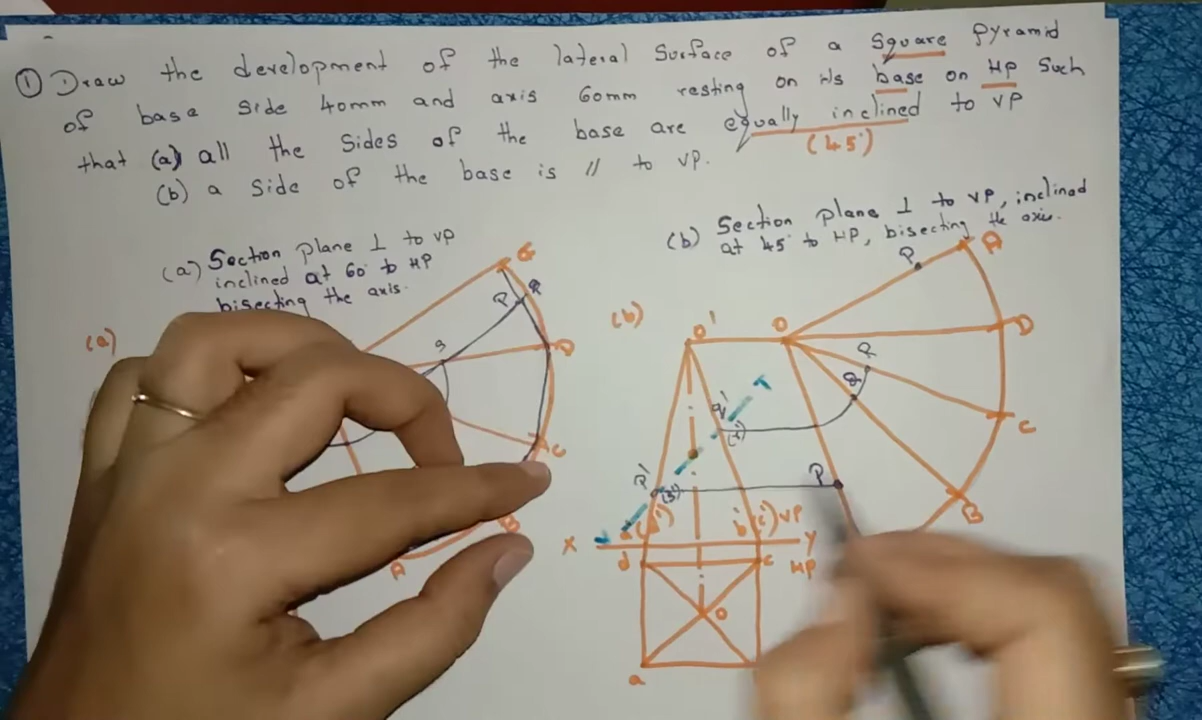 ① Draw the development of the lateral Surface of a Square Pyramid
of base side 40mm and axis 60mm resting on its base on HP such
that (a) all the sides of the base are equally inclined to VP
(45°)
(b) a side of the base is // to VP.
(a) Section plane ⊥ to VP
inclined at 60° to HP
bisecting the axis.
(b) Section plane ⊥ to VP, inclined
at 45° to HP, bisecting the axis.
(a)
P
D
C
B
A
(b)
O'
O
P
A
D
C
B
R
Q
P
q'
(r')
P'
(s')
a'(d')
b'(c') VP
X
Y
HP
d
c
o
a